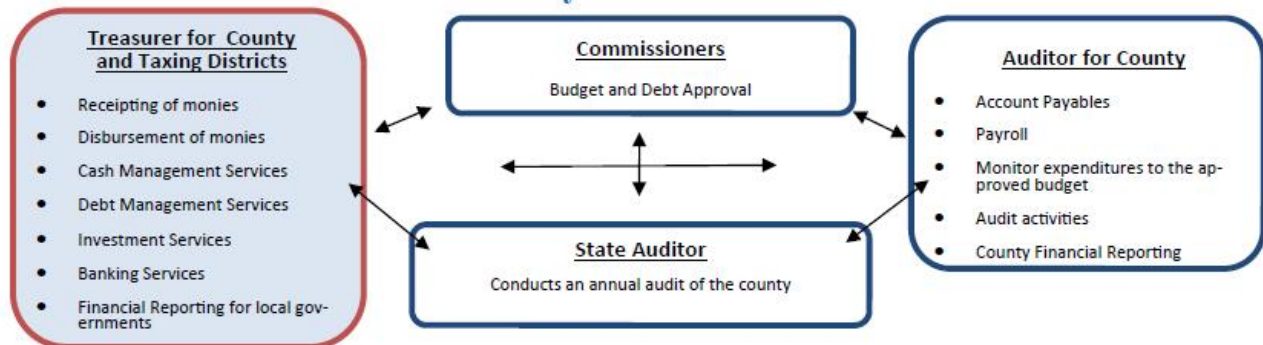 Treasurer for County
and Taxing Districts
• Receipting of monies
• Disbursement of monies
• Cash Management Services
• Debt Management Services
• Investment Services
• Banking Services
• Financial Reporting for local gov-
ernments
Commissioners
Budget and Debt Approval
State Auditor
Conducts an annual audit of the county
Auditor for County
• Account Payables
• Payroll
• Monitor expenditures to the ap-
proved budget
• Audit activities
• County Financial Reporting